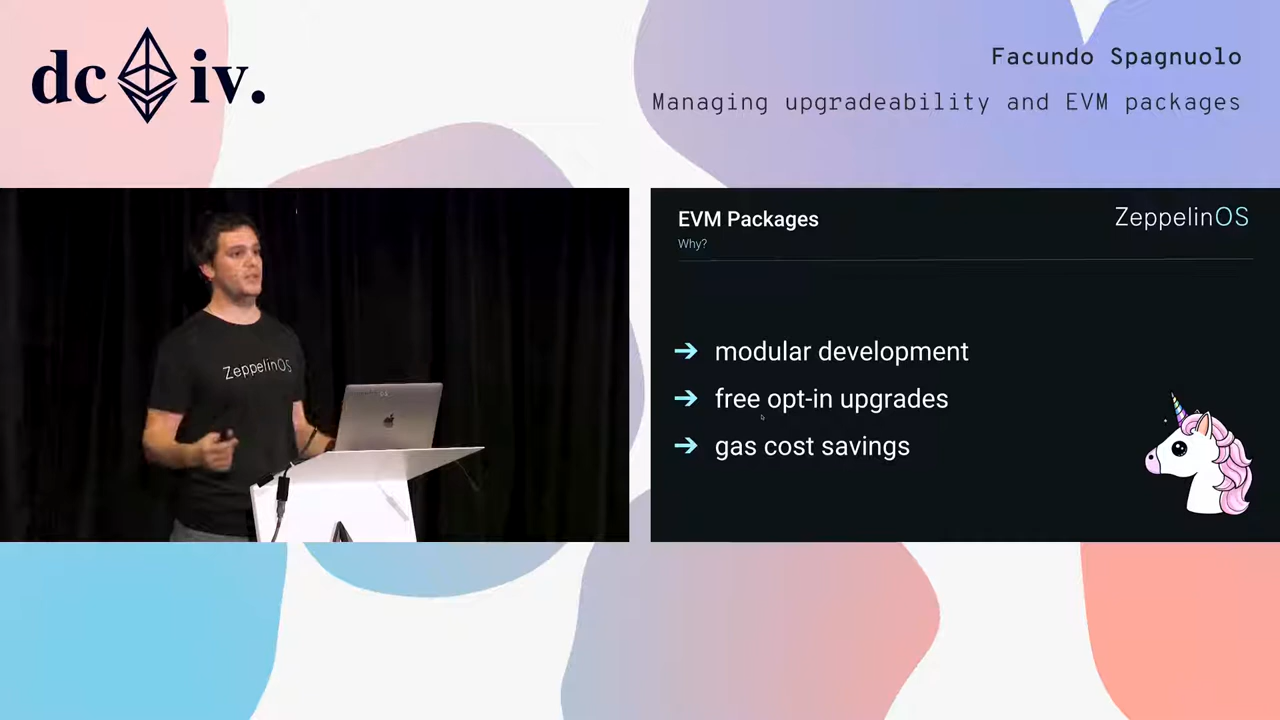 dc iv.
Facundo Spagnuolo
Managing upgradeability and EVM packages
ZeppelinOS
EVM Packages
Why?
ZeppelinOS
→ modular development
→ free opt-in upgrades
→ gas cost savings